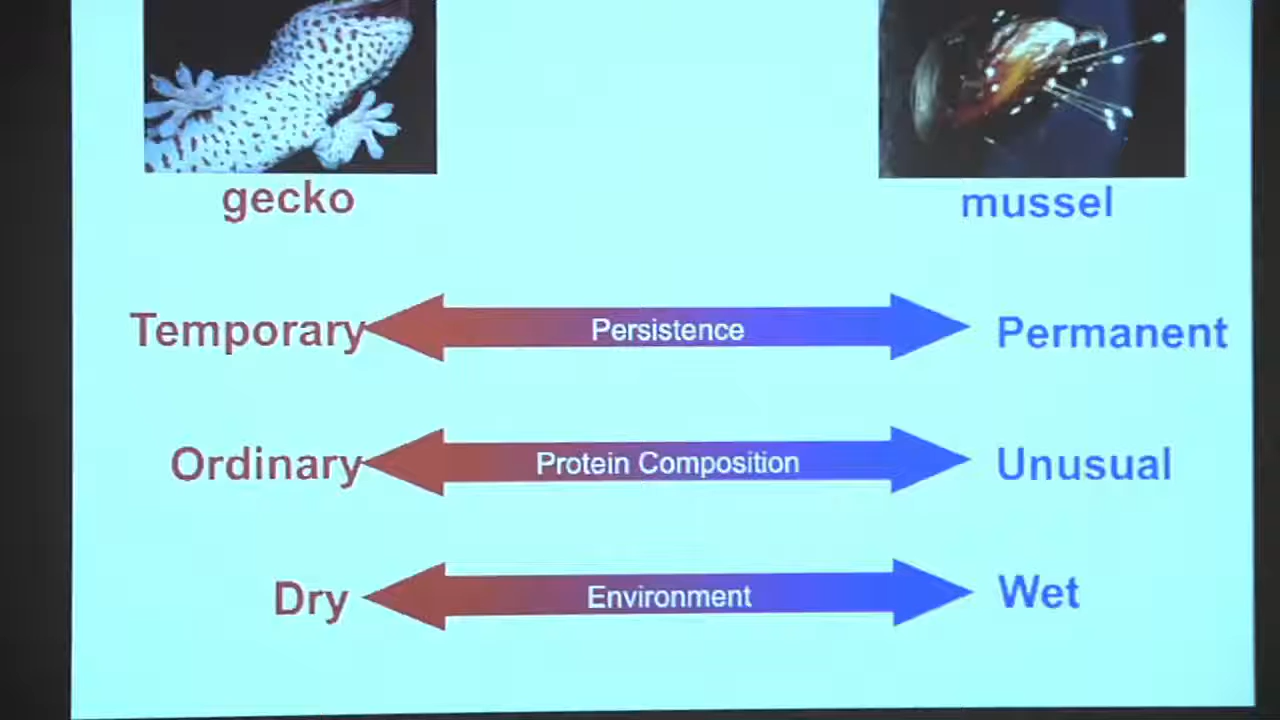 gecko
mussel
Temporary Persistence Permanent
Ordinary Protein Composition Unusual
Dry Environment Wet